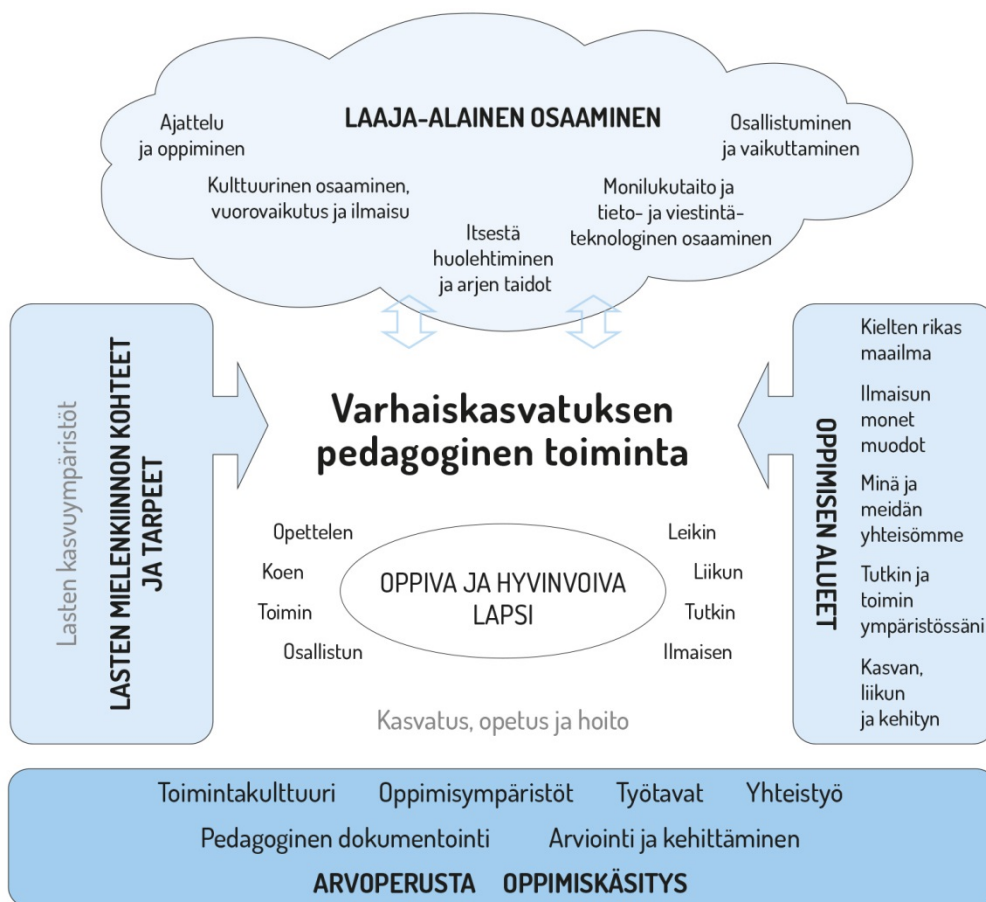 LAAJA-ALAINEN OSAAMINEN
Ajattelu
ja oppiminen
Kulttuurinen osaaminen,
vuorovaikutus ja ilmaisu
Itsestä
huolehtiminen
ja arjen taidot
Monilukutaito ja
tieto- ja viestintä-
teknologinen osaaminen
Osallistuminen
ja vaikuttaminen
Lasten kasvuympäristöt
LASTEN MIELENKIINNON KOHTEET
JA TARPEET
Varhaiskasvatuksen
pedagoginen toiminta
Opettelen
Koen
Toimin
Osallistun
OPPIVA JA HYVINVOIVA
LAPSI
Leikin
Liikun
Tutkin
Ilmaisen
Kasvatus, opetus ja hoito
OPPIMISEN ALUEET
Kielten rikas
maailma
Ilmaisun
monet
muodot
Minä ja
meidän
yhteisömme
Tutkin ja
toimin
ympäristössäni
Kasvan,
liikun
ja kehityn
Toimintakulttuuri Oppimisympäristöt Työtavat Yhteistyö
Pedagoginen dokumentointi Arviointi ja kehittäminen
ARVOPERUSTA OPPIMISKÄSITYS